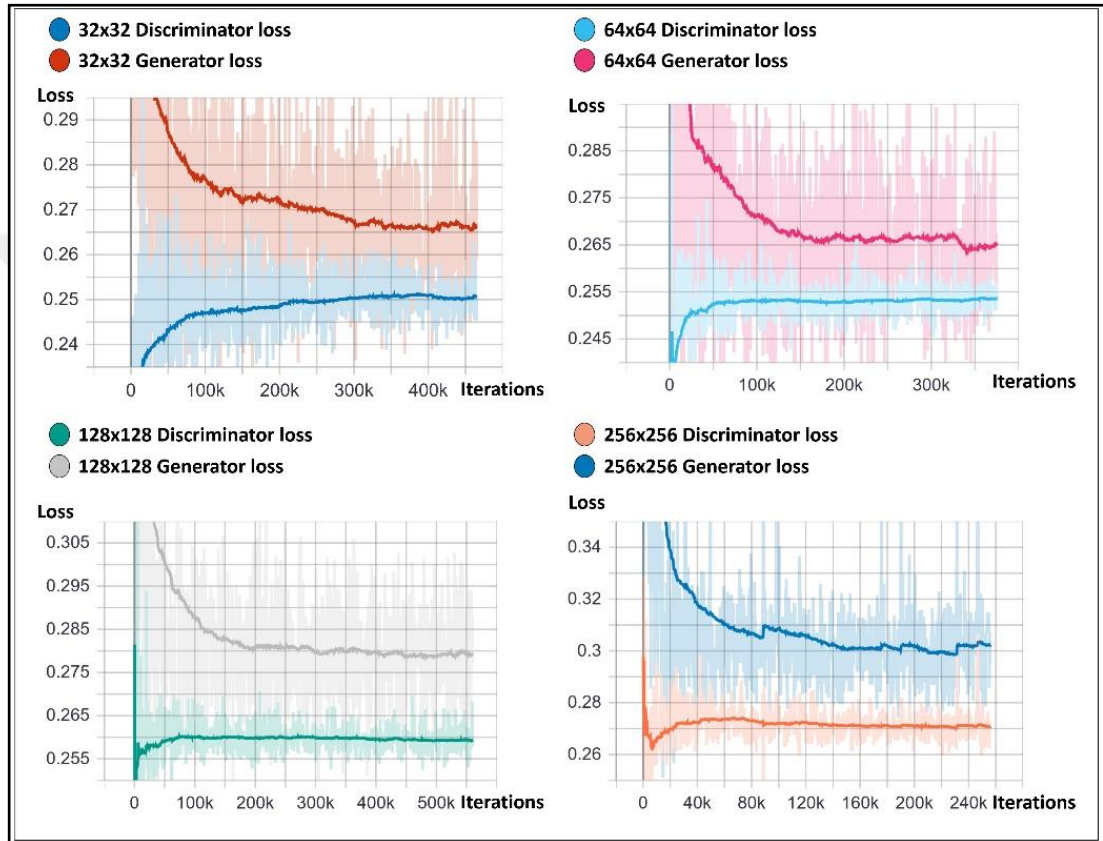 32x32 Discriminator loss
32x32 Generator loss
Loss
0.29
0.28
0.27
0.26
0.25
0.24
0 100k 200k 300k 400k Iterations
64x64 Discriminator loss
64x64 Generator loss
Loss
0.285
0.275
0.265
0.255
0.245
0 100k 200k 300k Iterations
128x128 Discriminator loss
128x128 Generator loss
Loss
0.305
0.295
0.285
0.275
0.265
0.255
0 100k 200k 300k 400k 500k Iterations
256x256 Discriminator loss
256x256 Generator loss
Loss
0.34
0.32
0.3
0.28
0.26
0 40k 80k 120k 160k 200k 240k Iterations